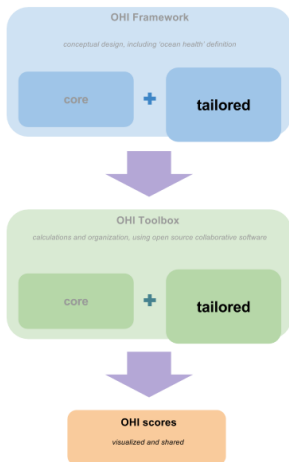 OHI Framework
conceptual design, including 'ocean health' definition
core + tailored
OHI Toolbox
calculations and organization, using open source collaborative software
core + tailored
OHI scores
visualized and shared